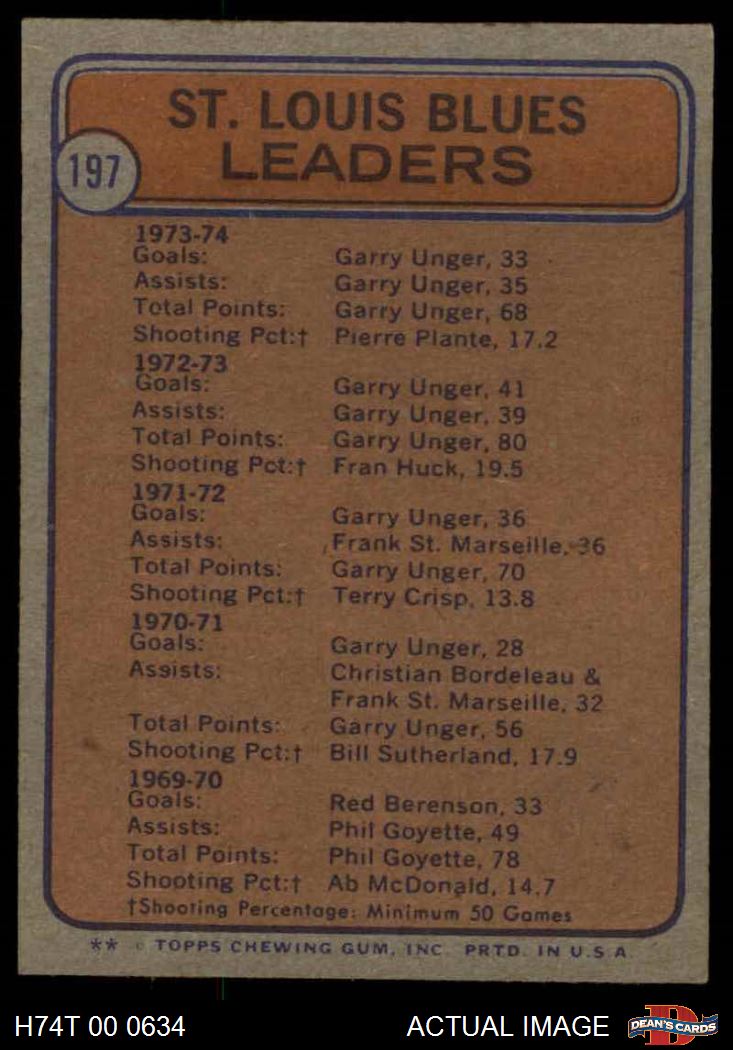 ST. LOUIS BLUES
LEADERS
197
1973-74
Goals: Garry Unger, 33
Assists: Garry Unger, 35
Total Points: Garry Unger, 68
Shooting Pct:† Pierre Plante, 17.2
1972-73
Goals: Garry Unger, 41
Assists: Garry Unger, 39
Total Points: Garry Unger, 80
Shooting Pct:† Fran Huck, 19.5
1971-72
Goals: Garry Unger, 36
Assists: Frank St. Marseille, 36
Total Points: Garry Unger, 70
Shooting Pct:† Terry Crisp, 13.8
1970-71
Goals: Garry Unger, 28
Assists: Christian Bordeleau &
Frank St. Marseille, 32
Total Points: Garry Unger, 56
Shooting Pct:† Bill Sutherland, 17.9
1969-70
Goals: Red Berenson, 33
Assists: Phil Goyette, 49
Total Points: Phil Goyette, 78
Shooting Pct:† Ab McDonald, 14.7
†Shooting Percentage: Minimum 50 Games
** © TOPPS CHEWING GUM, INC. PRTD. IN U.S.A.
H74T 00 0634 ACTUAL IMAGE D DEAN'S CARDS